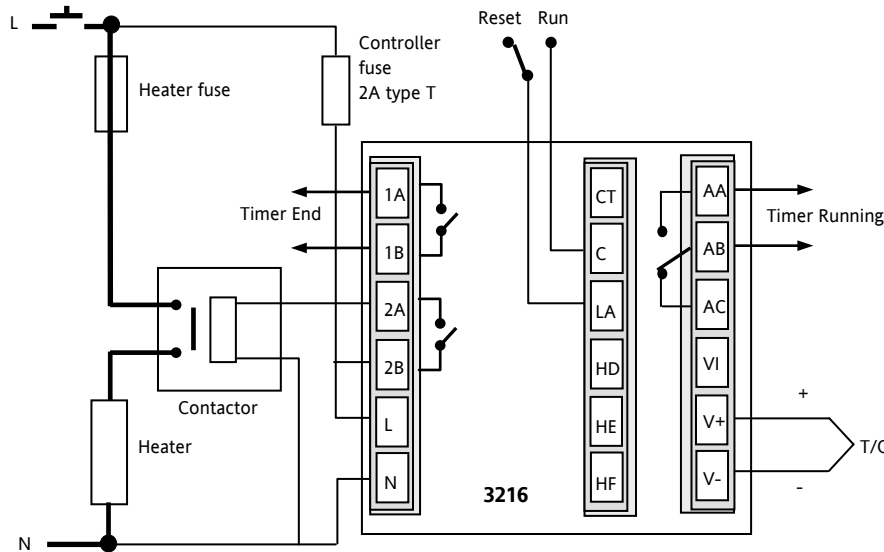 L
Reset Run
Controller
fuse
2A type T
Heater fuse
1A
1B
2A
2B
L
N
Timer End
CT
C
LA
HD
HE
HF
AA
AB
AC
VI
V+
V-
Timer Running
+
-
T/C
Contactor
Heater
3216
N